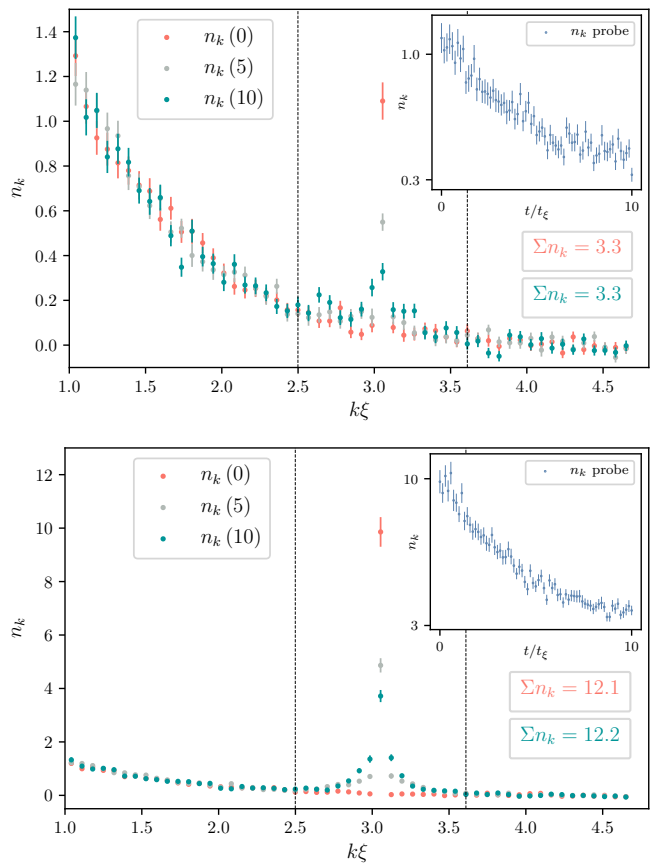 1.4
1.2
1.0
0.8
0.6
0.4
0.2
0.0
n_k
n_k (0)
n_k (5)
n_k (10)
1.0
0.3
n_k
n_k probe
0
10
t/t_ξ
Σn_k = 3.3
Σn_k = 3.3
1.0 1.5 2.0 2.5 3.0 3.5 4.0 4.5
kξ
12
10
8
6
4
2
0
n_k
n_k (0)
n_k (5)
n_k (10)
10
3
n_k
n_k probe
0
10
t/t_ξ
Σn_k = 12.1
Σn_k = 12.2
1.0 1.5 2.0 2.5 3.0 3.5 4.0 4.5
kξ